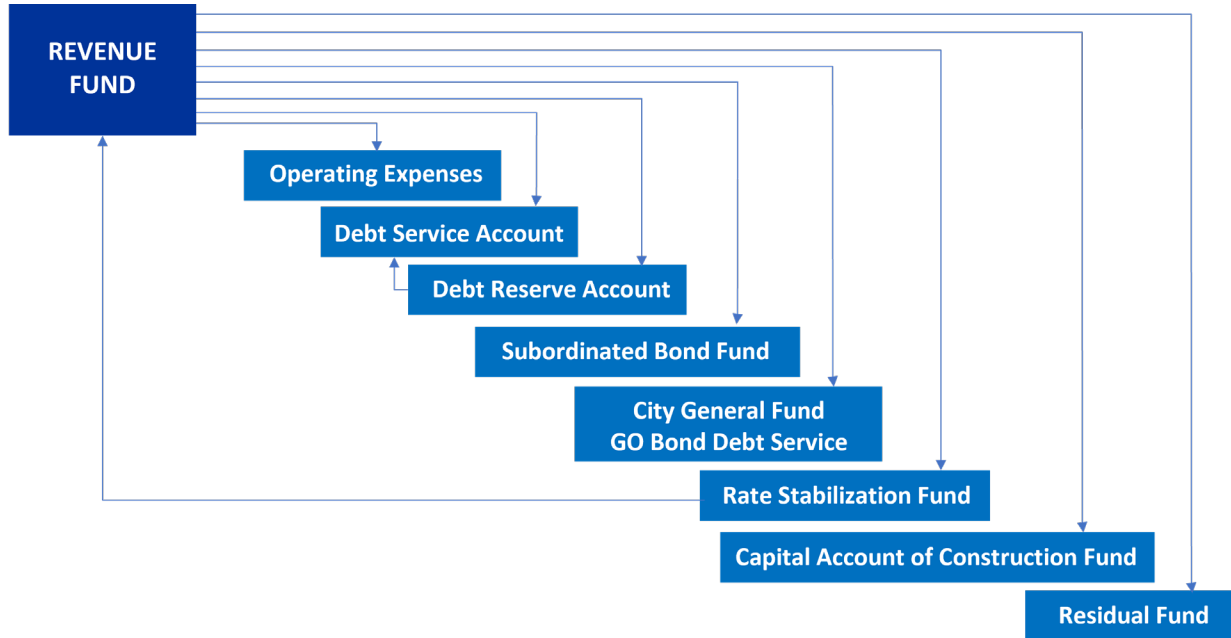 REVENUE
FUND
Operating Expenses
Debt Service Account
Debt Reserve Account
Subordinated Bond Fund
City General Fund
GO Bond Debt Service
Rate Stabilization Fund
Capital Account of Construction Fund
Residual Fund